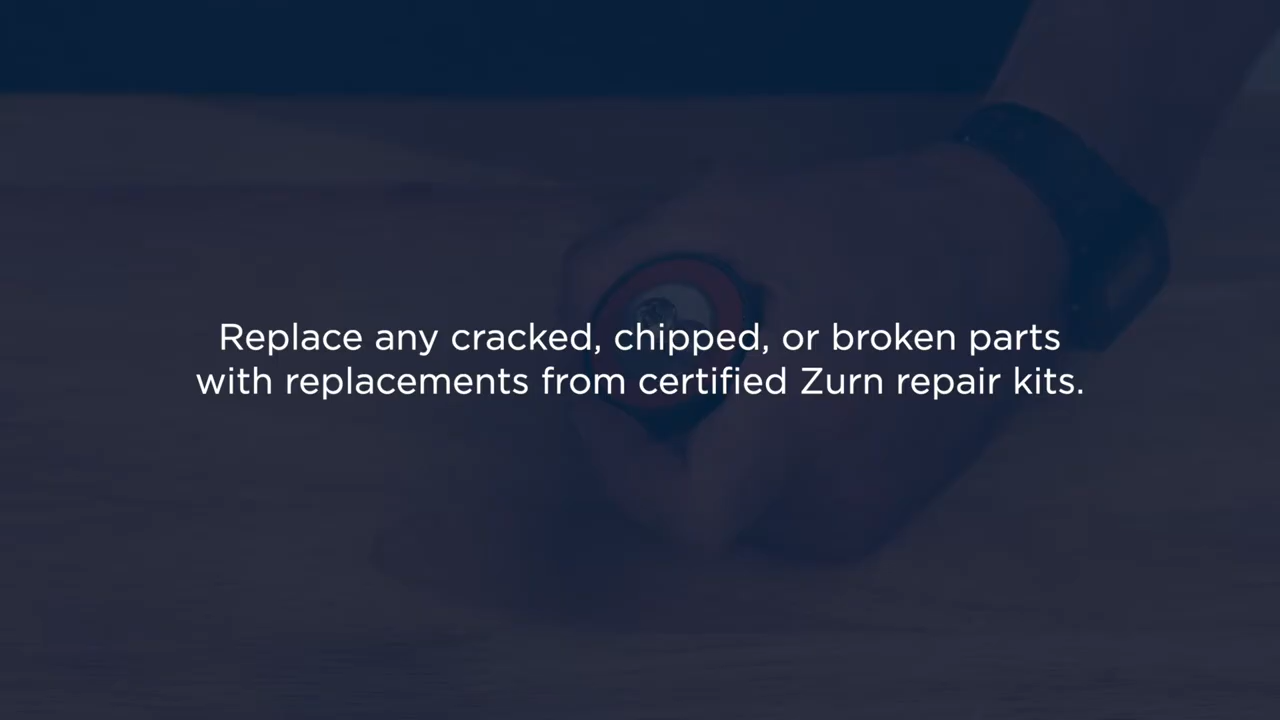 Replace any cracked, chipped, or broken parts
with replacements from certified Zurn repair kits.